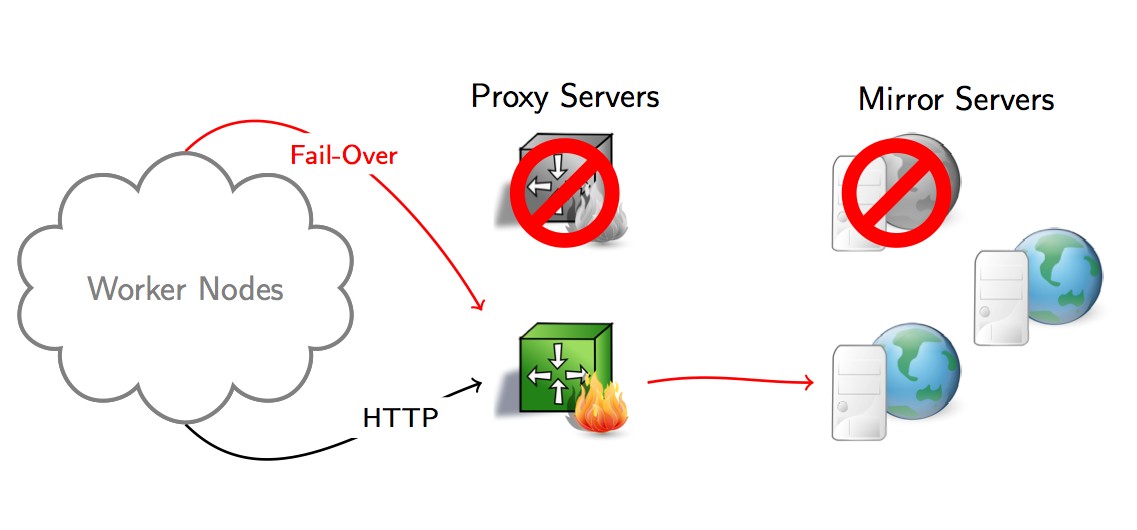 Proxy Servers
Mirror Servers
Fail-Over
Worker Nodes
HTTP